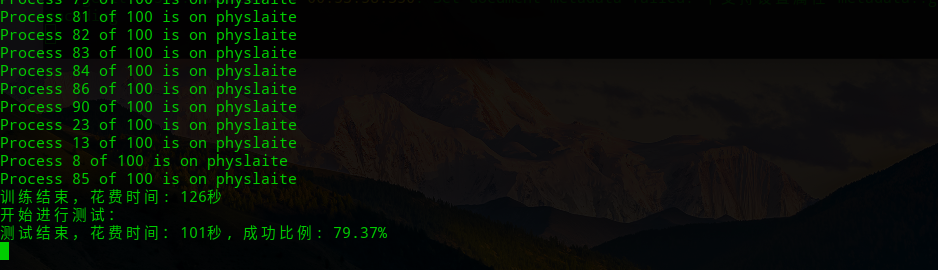 Process 79 of 100 is on physlaite
Process 81 of 100 is on physlaite
Process 82 of 100 is on physlaite
Process 83 of 100 is on physlaite
Process 84 of 100 is on physlaite
Process 86 of 100 is on physlaite
Process 90 of 100 is on physlaite
Process 23 of 100 is on physlaite
Process 13 of 100 is on physlaite
Process 8 of 100 is on physlaite
Process 85 of 100 is on physlaite
训练结束，花费时间：126秒
开始进行测试：
测试结束，花费时间：101秒，成功比例：79.37%